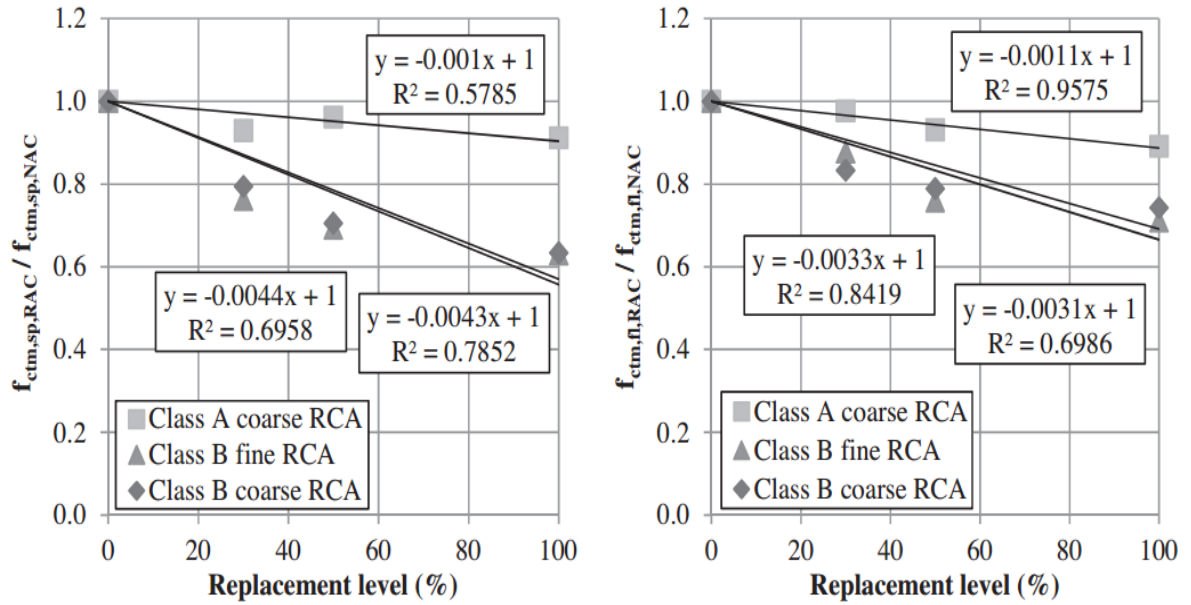 f_ctm,sp,RAC / f_ctm,sp,NAC
1.2
1.0
0.8
0.6
0.4
0.2
0.0
y = -0.001x + 1
R² = 0.5785
y = -0.0044x + 1
R² = 0.6958
y = -0.0043x + 1
R² = 0.7852
Class A coarse RCA
Class B fine RCA
Class B coarse RCA
0 20 40 60 80 100
Replacement level (%)
f_ctm,fl,RAC / f_ctm,fl,NAC
1.2
1.0
0.8
0.6
0.4
0.2
0.0
y = -0.0011x + 1
R² = 0.9575
y = -0.0033x + 1
R² = 0.8419
y = -0.0031x + 1
R² = 0.6986
Class A coarse RCA
Class B fine RCA
Class B coarse RCA
0 20 40 60 80 100
Replacement level (%)